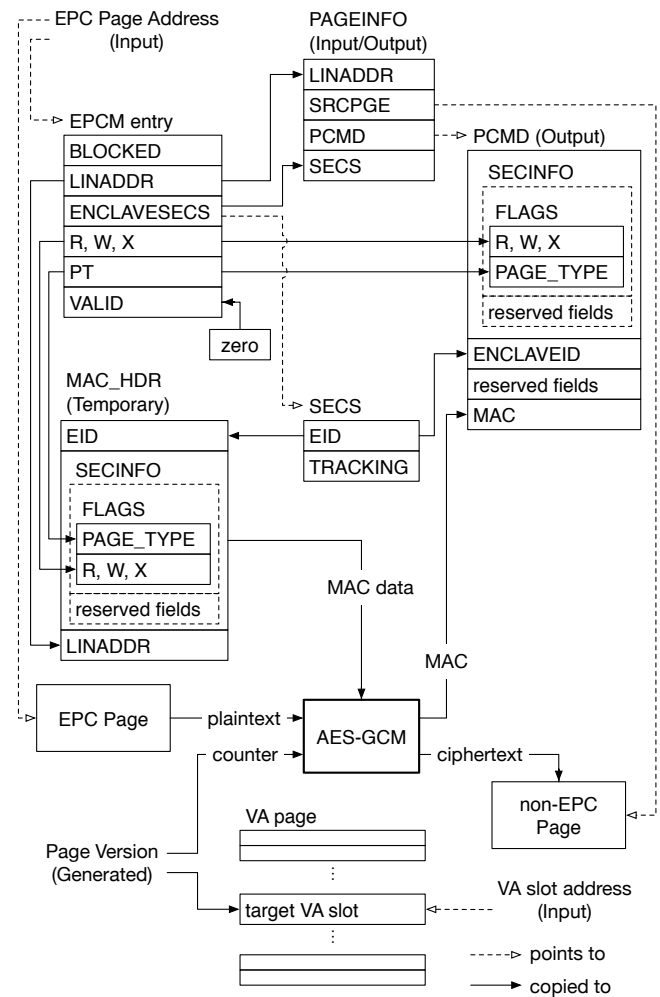 EPC Page Address
(Input)
PAGEINFO
(Input/Output)
LINADDR
SRCPGE
PCMD
SECS
EPCM entry
BLOCKED
LINADDR
ENCLAVESECS
R, W, X
PT
VALID
zero
PCMD (Output)
SECINFO
FLAGS
R, W, X
PAGE_TYPE
reserved fields
ENCLAVEID
reserved fields
MAC
MAC_HDR
(Temporary)
EID
SECINFO
FLAGS
PAGE_TYPE
R, W, X
reserved fields
LINADDR
SECS
EID
TRACKING
MAC data
MAC
EPC Page
plaintext
counter
AES-GCM
ciphertext
non-EPC
Page
Page Version
(Generated)
VA page
⋮
target VA slot
⋮
VA slot address
(Input)
points to
copied to